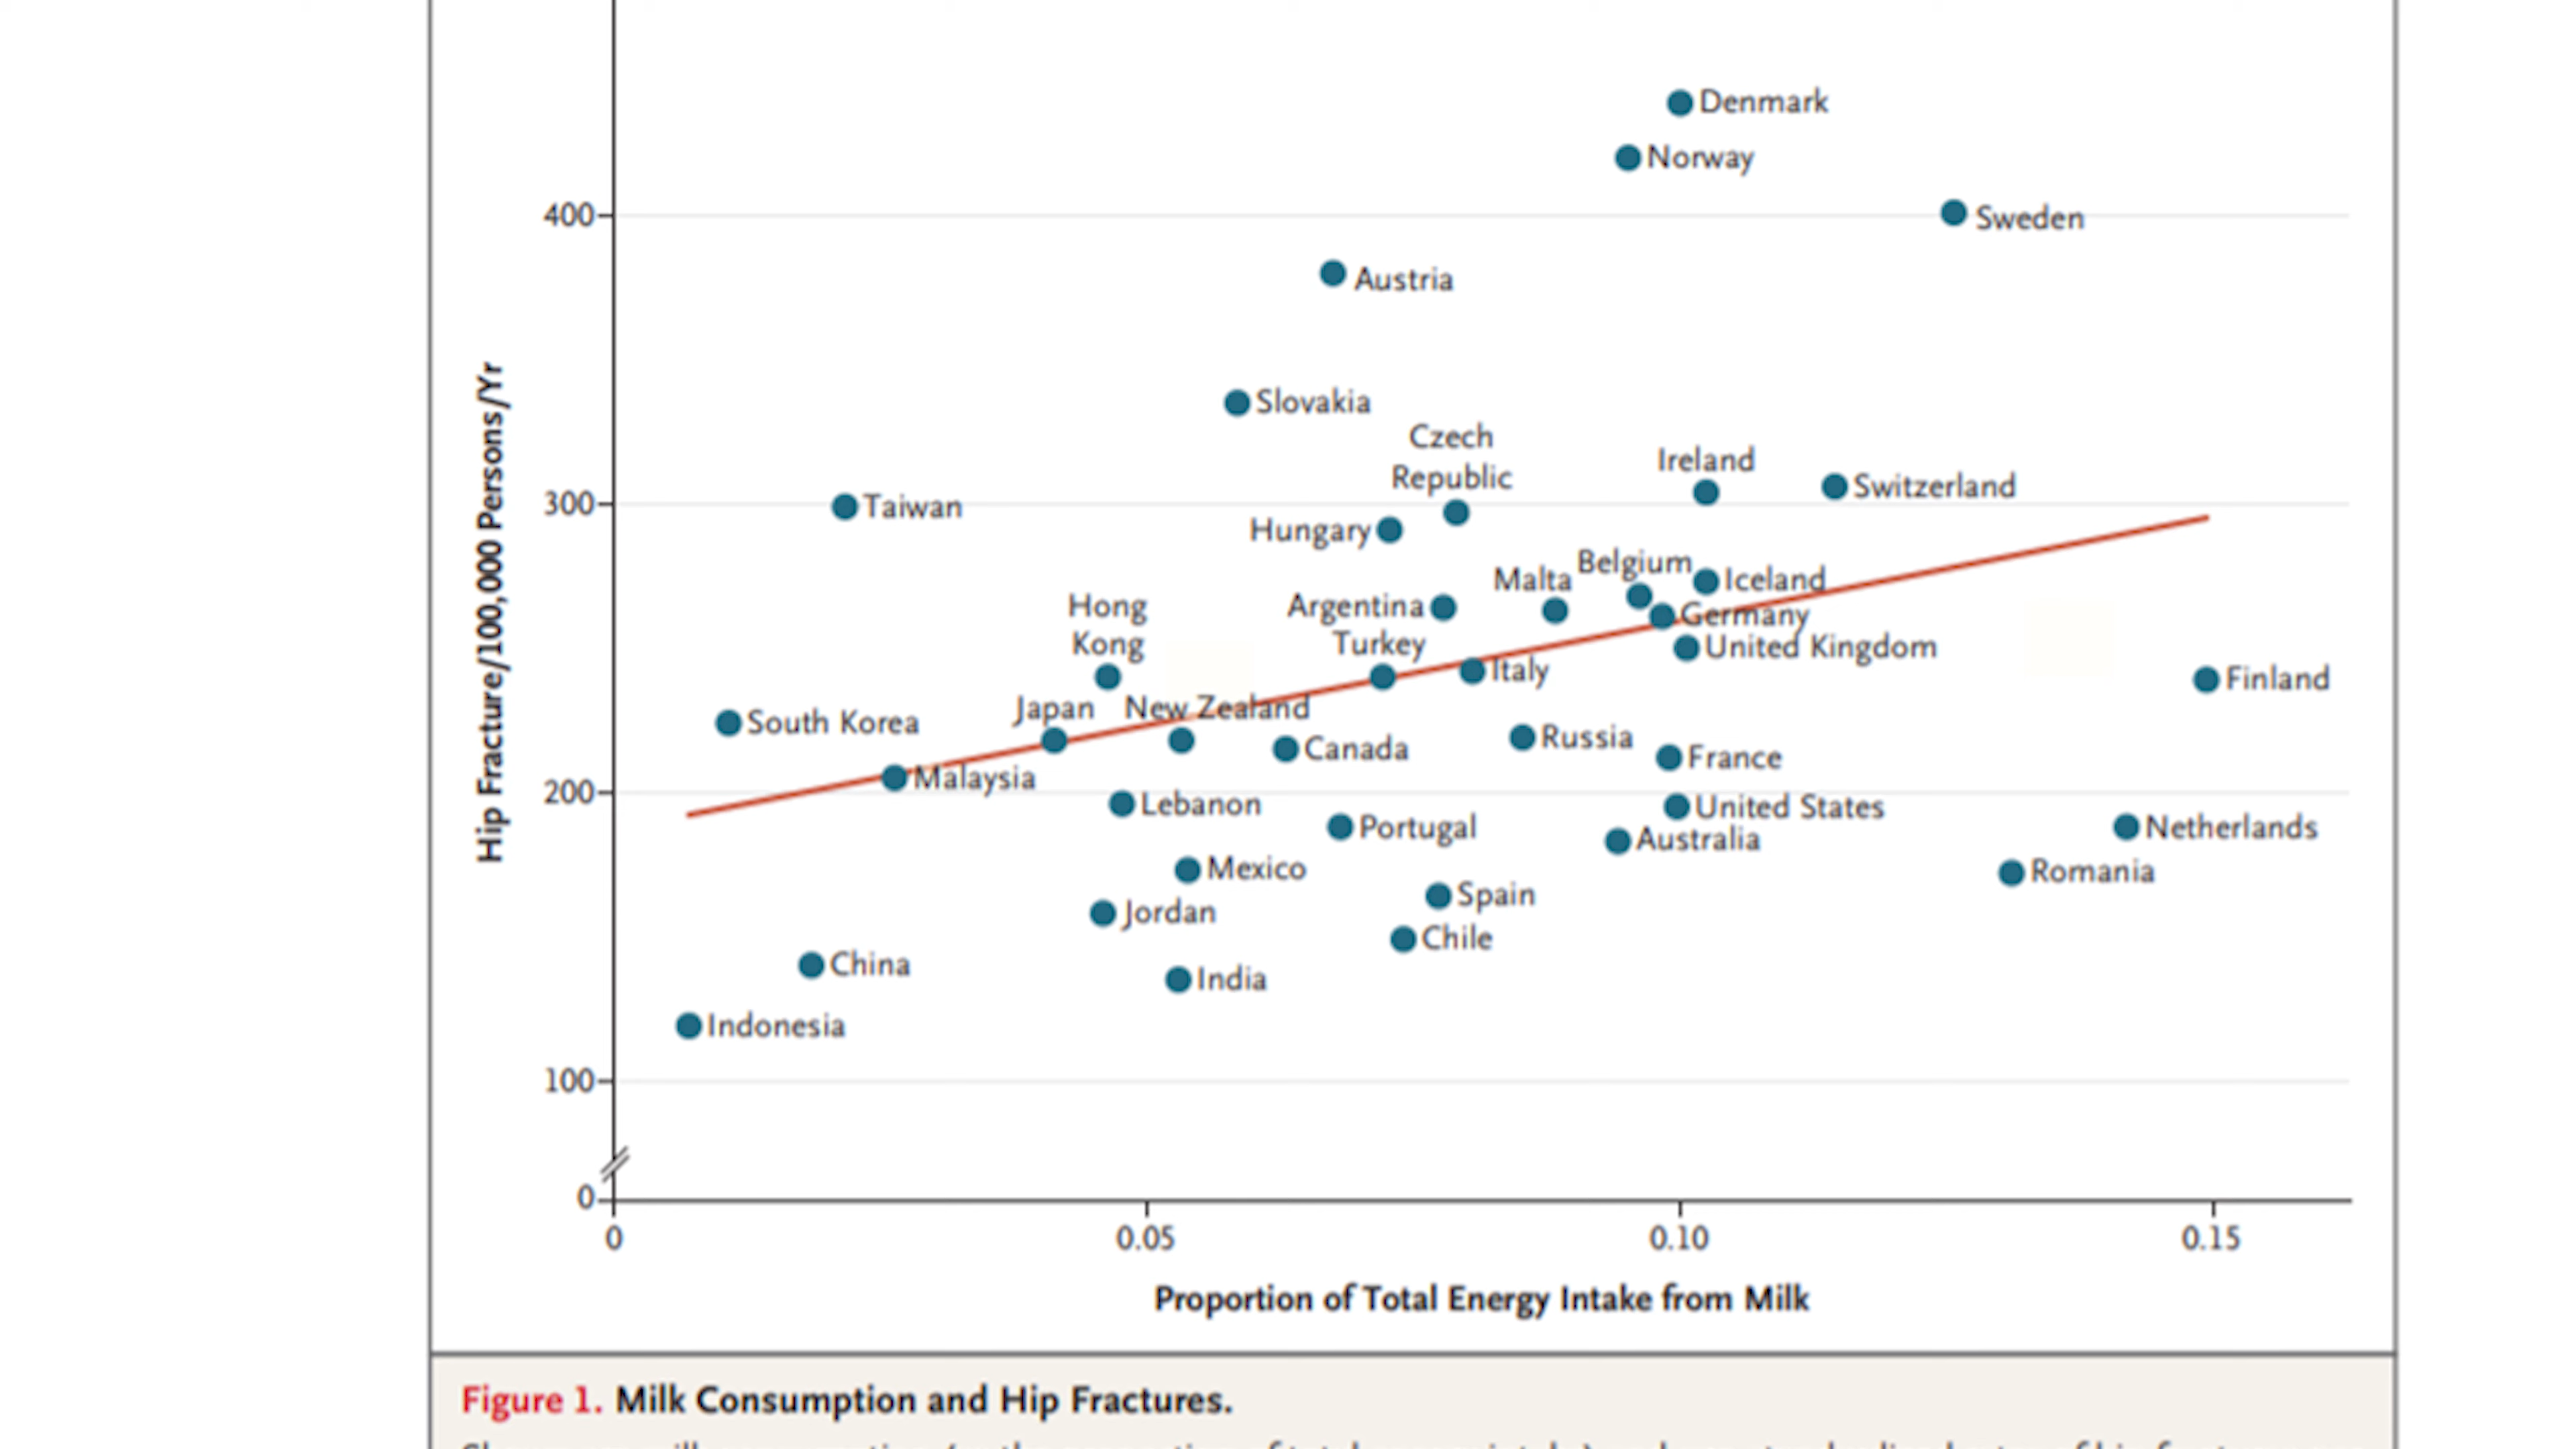 Denmark
Norway
400
Sweden
Austria
Hip Fracture/100,000 Persons/Yr
Slovakia
Czech
Republic
Ireland
Switzerland
300
Taiwan
Hungary
Belgium
Malta
Iceland
Hong
Kong
Argentina
Germany
Turkey
United Kingdom
Italy
Finland
Japan
New Zealand
South Korea
Canada
Russia
France
Malaysia
200
Lebanon
United States
Portugal
Australia
Netherlands
Mexico
Romania
Spain
Jordan
Chile
China
India
Indonesia
100
0
0 0.05 0.10 0.15
Proportion of Total Energy Intake from Milk
Figure 1. Milk Consumption and Hip Fractures.